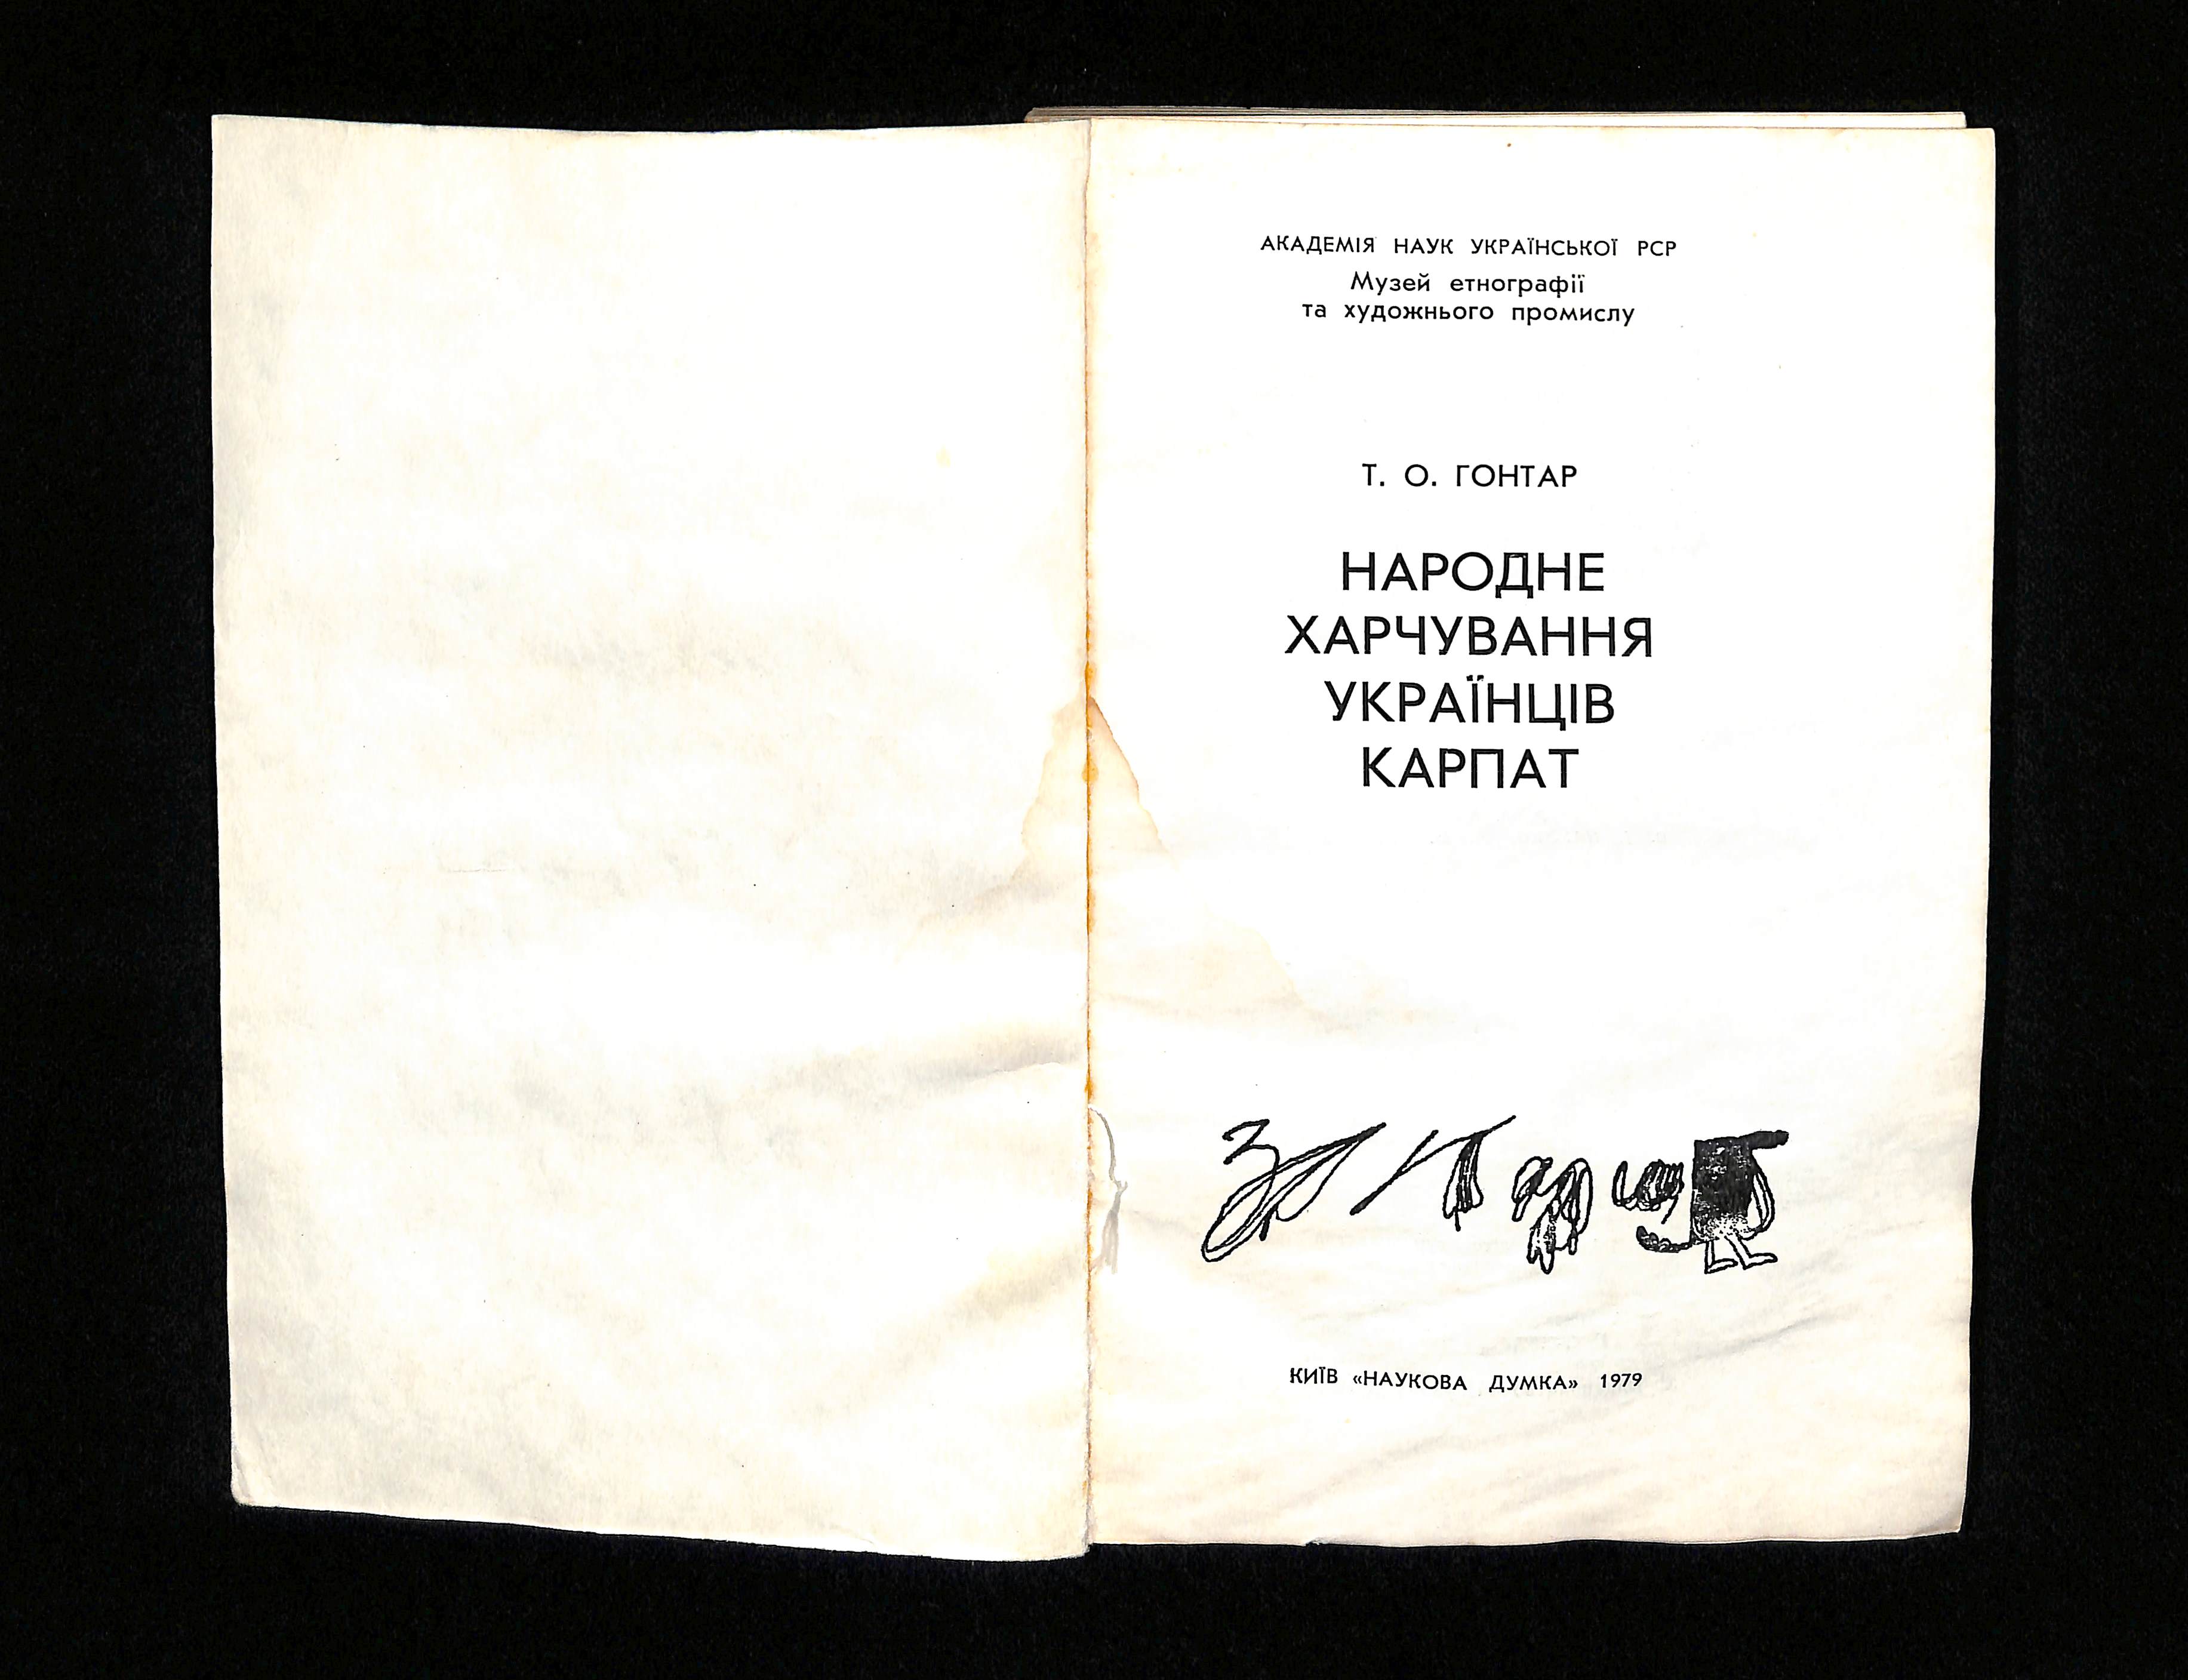 АКАДЕМІЯ НАУК УКРАЇНСЬКОЇ РСР
Музей етнографії
та художнього промислу
Т. О. ГОНТАР
НАРОДНЕ
ХАРЧУВАННЯ
УКРАЇНЦІВ
КАРПАТ
КИЇВ «НАУКОВА ДУМКА» 1979